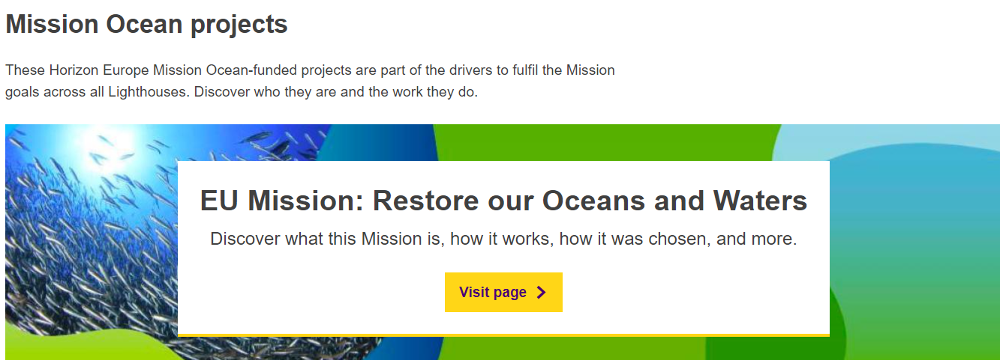 Mission Ocean projects
These Horizon Europe Mission Ocean-funded projects are part of the drivers to fulfil the Mission
goals across all Lighthouses. Discover who they are and the work they do.
EU Mission: Restore our Oceans and Waters
Discover what this Mission is, how it works, how it was chosen, and more.
Visit page